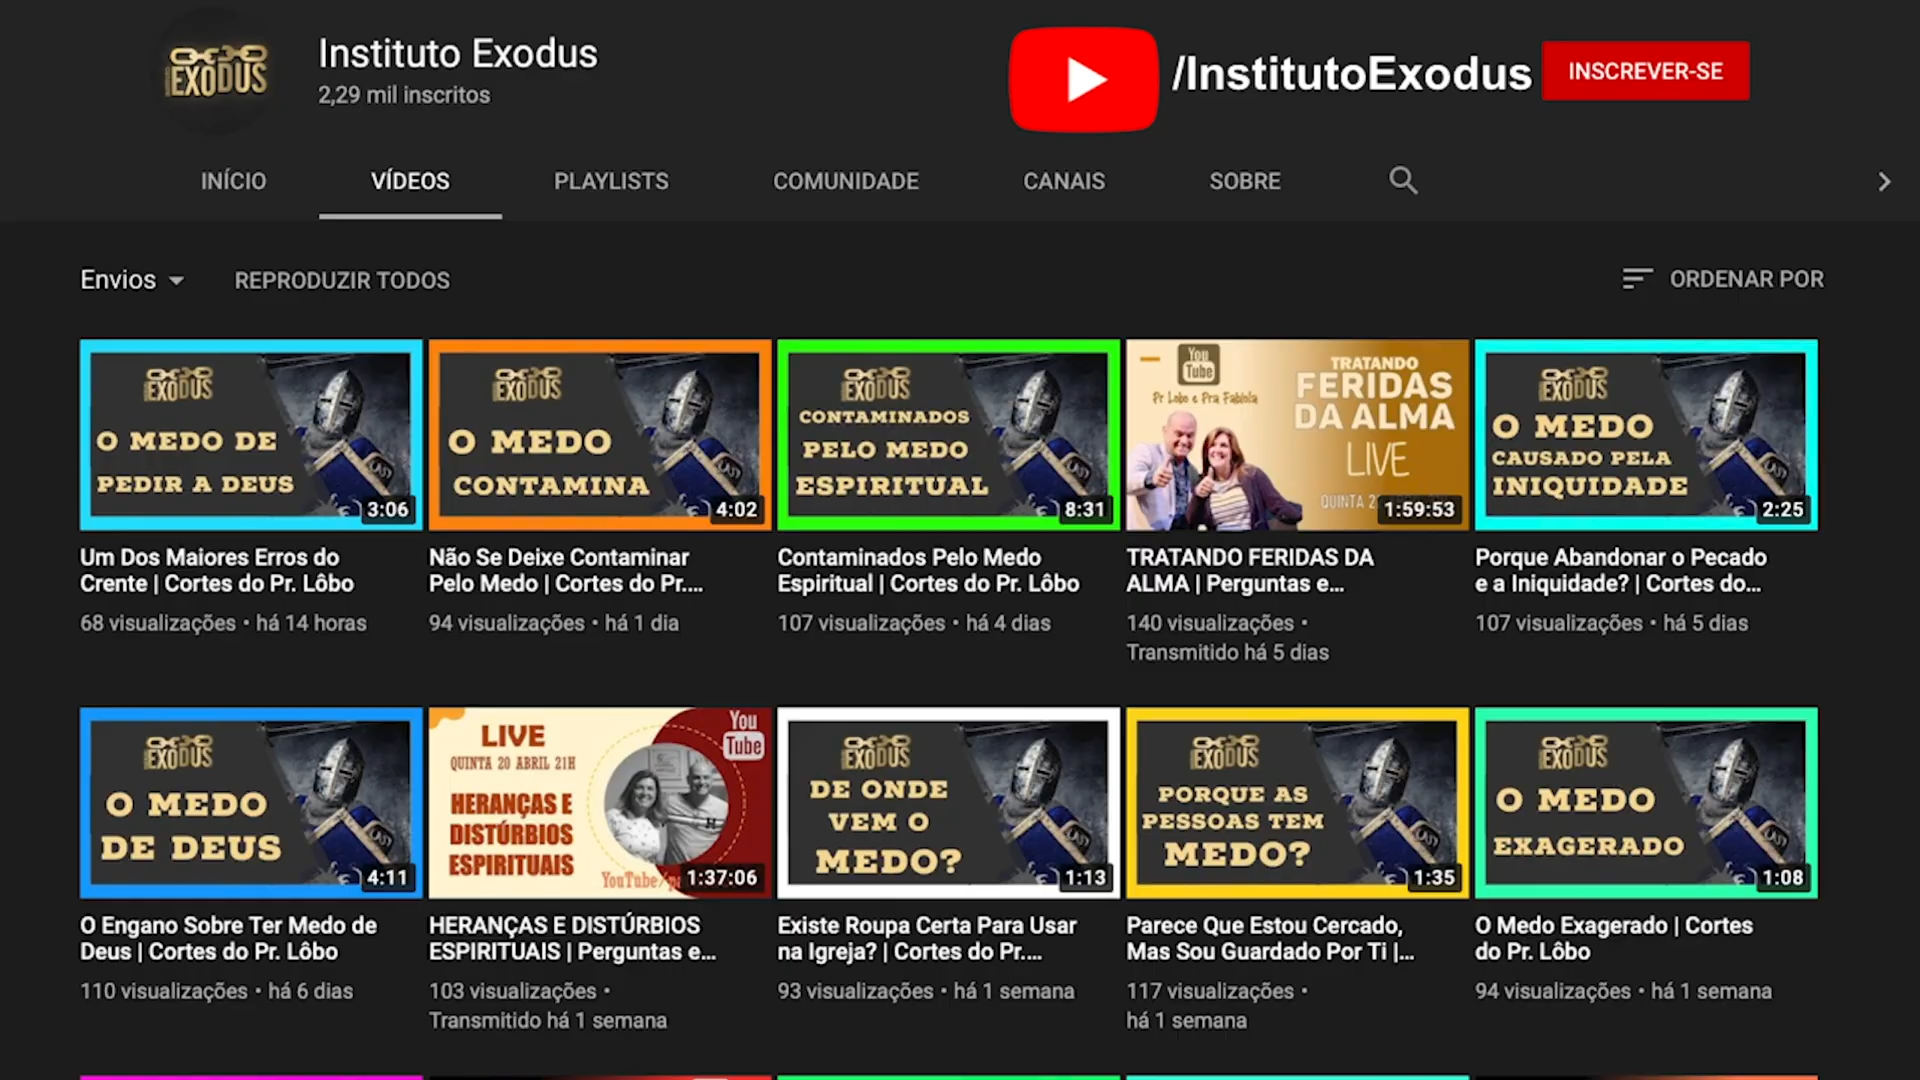 EXODUS
Instituto Exodus
2,29 mil inscritos
/InstitutoExodus
INSCREVER-SE
INÍCIO
VÍDEOS
PLAYLISTS
COMUNIDADE
CANAIS
SOBRE
Envios
REPRODUZIR TODOS
ORDENAR POR
EXODUS
O MEDO DE
PEDIR A DEUS
3:06
Um Dos Maiores Erros do
Crente | Cortes do Pr. Lôbo
68 visualizações • há 14 horas
EXODUS
O MEDO
CONTAMINA
4:02
Não Se Deixe Contaminar
Pelo Medo | Cortes do Pr....
94 visualizações • há 1 dia
EXODUS
CONTAMINADOS
PELO MEDO
ESPIRITUAL
8:31
Contaminados Pelo Medo
Espiritual | Cortes do Pr. Lôbo
107 visualizações • há 4 dias
You
Tube
Pr Lobo e Pra Fabíola
TRATANDO
FERIDAS
DA ALMA
LIVE
QUINTA
1:59:53
TRATANDO FERIDAS DA
ALMA | Perguntas e...
140 visualizações •
Transmitido há 5 dias
EXODUS
O MEDO
CAUSADO PELA
INIQUIDADE
2:25
Porque Abandonar o Pecado
e a Iniquidade? | Cortes do...
107 visualizações • há 5 dias
EXODUS
O MEDO
DE DEUS
4:11
O Engano Sobre Ter Medo de
Deus | Cortes do Pr. Lôbo
110 visualizações • há 6 dias
LIVE
QUINTA 20 ABRIL 21H
HERANÇAS E
DISTÚRBIOS
ESPIRITUAIS
You
Tube
YouTube/
1:37:06
HERANÇAS E DISTÚRBIOS
ESPIRITUAIS | Perguntas e...
103 visualizações •
Transmitido há 1 semana
EXODUS
DE ONDE
VEM O
MEDO?
1:13
Existe Roupa Certa Para Usar
na Igreja? | Cortes do Pr....
93 visualizações • há 1 semana
EXODUS
PORQUE AS
PESSOAS TEM
MEDO?
1:35
Parece Que Estou Cercado,
Mas Sou Guardado Por Ti |...
117 visualizações •
há 1 semana
EXODUS
O MEDO
EXAGERADO
1:08
O Medo Exagerado | Cortes
do Pr. Lôbo
94 visualizações • há 1 semana